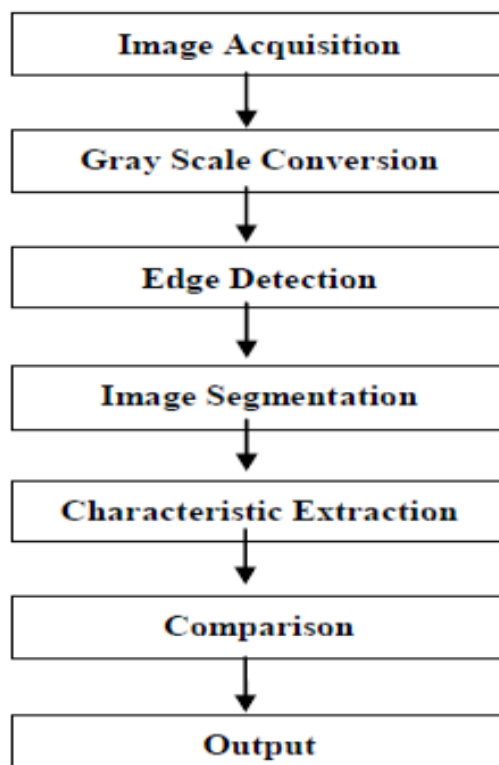 Image Acquisition
Gray Scale Conversion
Edge Detection
Image Segmentation
Characteristic Extraction
Comparison
Output